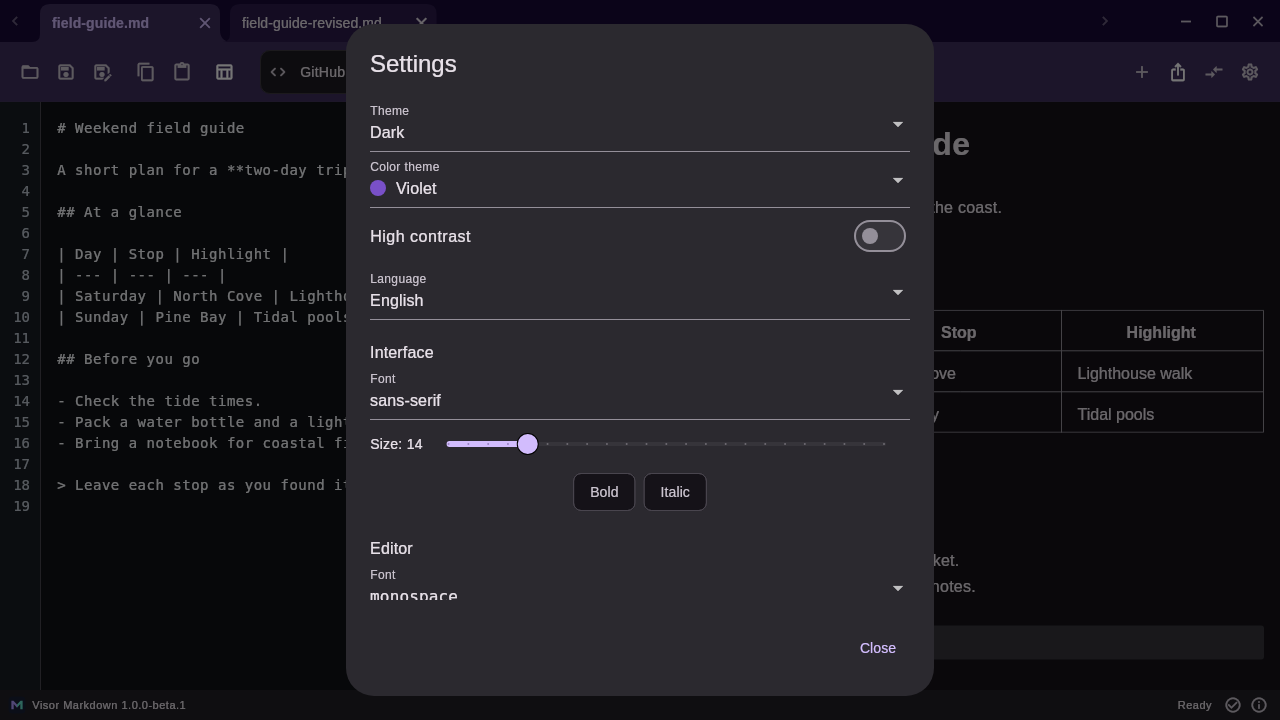 field-guide.md
field-guide-revised.md
GitHub
Settings
Theme
Dark
Color theme
Violet
High contrast
Language
English
Interface
Font
sans-serif
Size: 14
Bold
Italic
Editor
Font
monospace
Close
1 # Weekend field guide
2
3 A short plan for a **two-day trip
4
5 ## At a glance
6
7 | Day | Stop | Highlight |
8 | --- | --- | --- |
9 | Saturday | North Cove | Lightho
10 | Sunday | Pine Bay | Tidal pools
11
12 ## Before you go
13
14 - Check the tide times.
15 - Pack a water bottle and a light
16 - Bring a notebook for coastal fi
17
18 > Leave each stop as you found it
19
de
the coast.
Stop Highlight
ove Lighthouse walk
y Tidal pools
ket.
notes.
Visor Markdown 1.0.0-beta.1
Ready